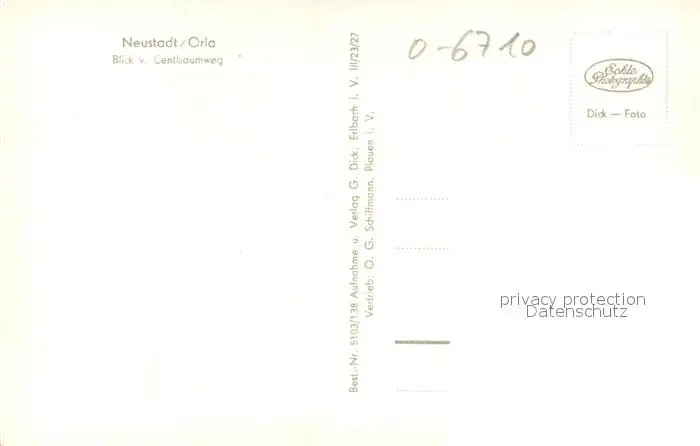 Neustadt/Orla
Blick v. Centbaumweg
Best.-Nr. 5103/138 Aufnahme u. Verlag G. Dick, Erlbach i. V. III/23/27
Vertrieb: O. G. Schiffmann, Plauen i. V.
O-6710
Echte
Photographie
Dick — Foto
privacy protection
Datenschutz